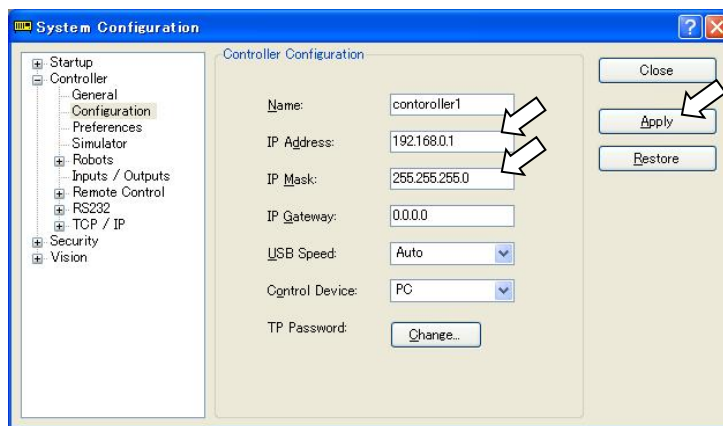 System Configuration
Startup
Controller
General
Configuration
Preferences
Simulator
Robots
Inputs / Outputs
Remote Control
RS232
TCP / IP
Security
Vision
Controller Configuration
Name: contoroller1
IP Address: 192.168.0.1
IP Mask: 255.255.255.0
IP Gateway: 0.0.0.0
USB Speed: Auto
Control Device: PC
TP Password: Change...
Close
Apply
Restore